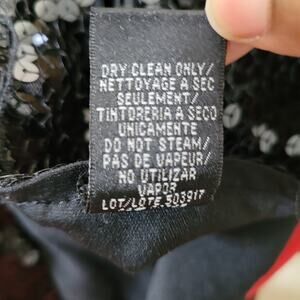 DRY CLEAN ONLY/
NETTOYAGE A SEC
SEULEMENT/
TINTORERIA A SECO
UNICAMENTE
DO NOT STEAM/
PAS DE VAPEUR/
NO UTILIZAR
VAPOR
LOT/LOTE 503917